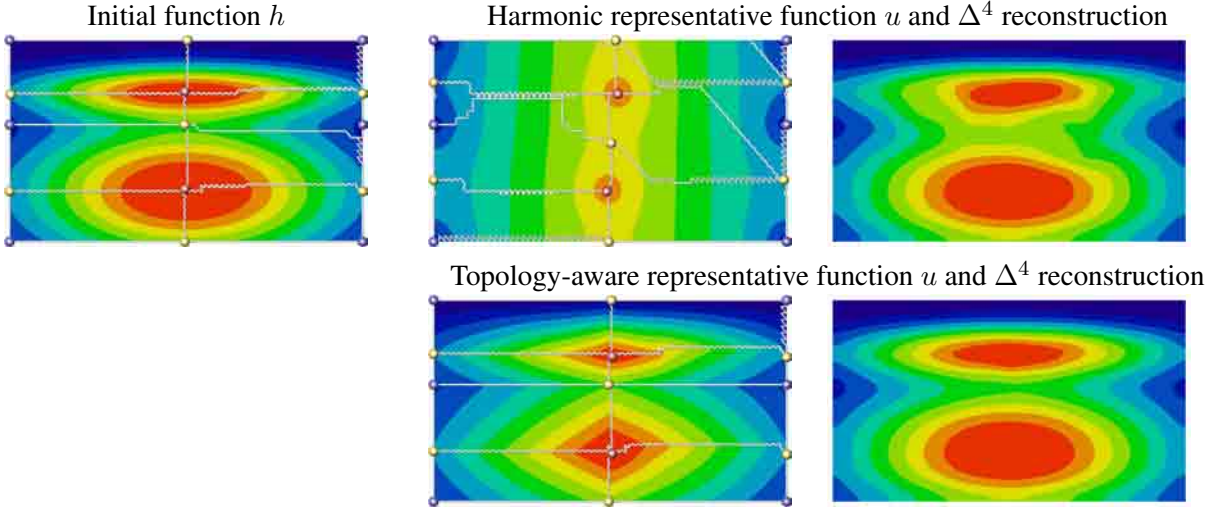 Initial function h
Harmonic representative function u and Δ⁴ reconstruction
Topology-aware representative function u and Δ⁴ reconstruction